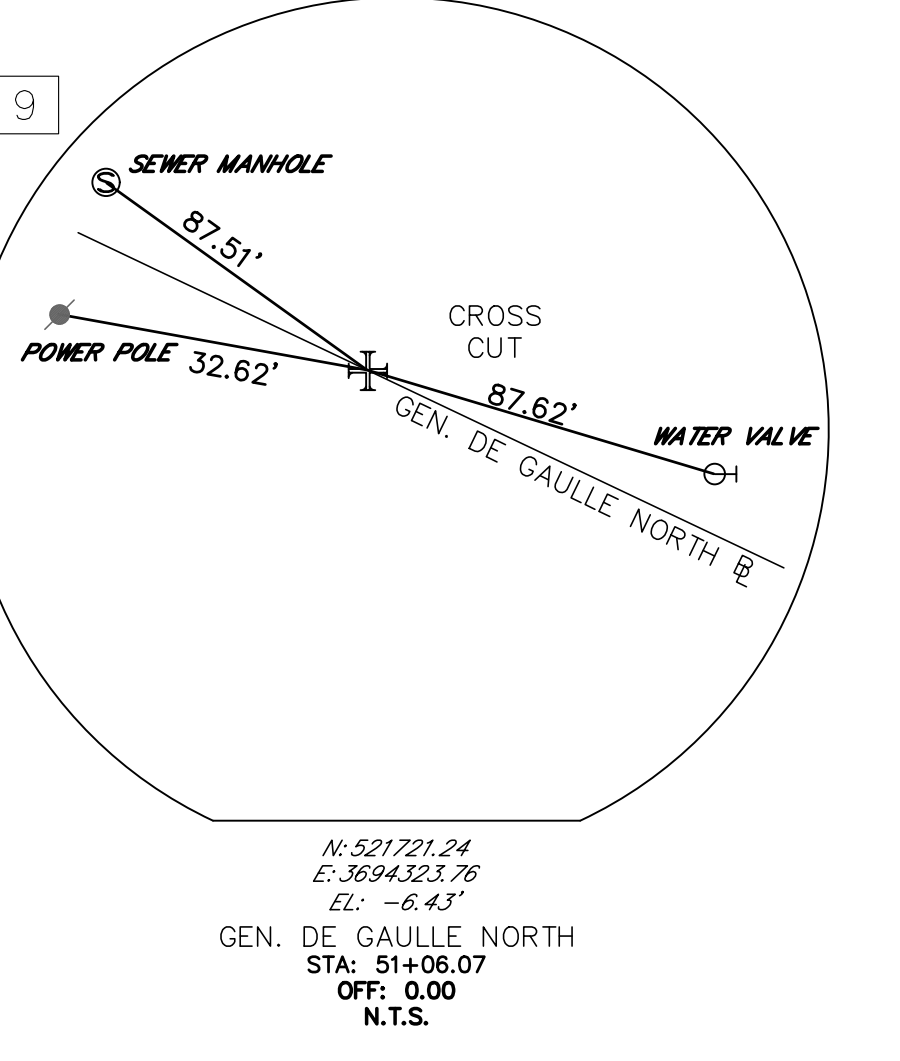 9
SEWER MANHOLE
87.51'
CROSS
CUT
POWER POLE
32.62'
87.62'
WATER VALVE
GEN. DE GAULLE NORTH BL
N: 521721.24
E: 3694323.76
EL: -6.43'
GEN. DE GAULLE NORTH
STA: 51+06.07
OFF: 0.00
N.T.S.